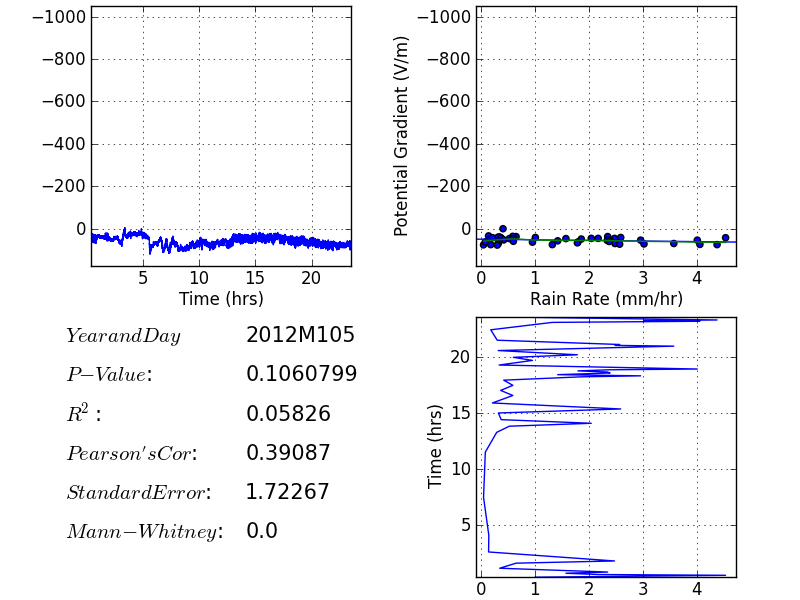 −1000
−800
−600
−400
−200
0
5 10 15 20
Time (hrs)
Potential Gradient (V/m)
−1000
−800
−600
−400
−200
0
0 1 2 3 4
Rain Rate (mm/hr)
YearandDay 2012M105
P−Value: 0.1060799
R² : 0.05826
Pearson'sCor: 0.39087
StandardError: 1.72267
Mann−Whitney: 0.0
Time (hrs)
20
15
10
5
0 1 2 3 4